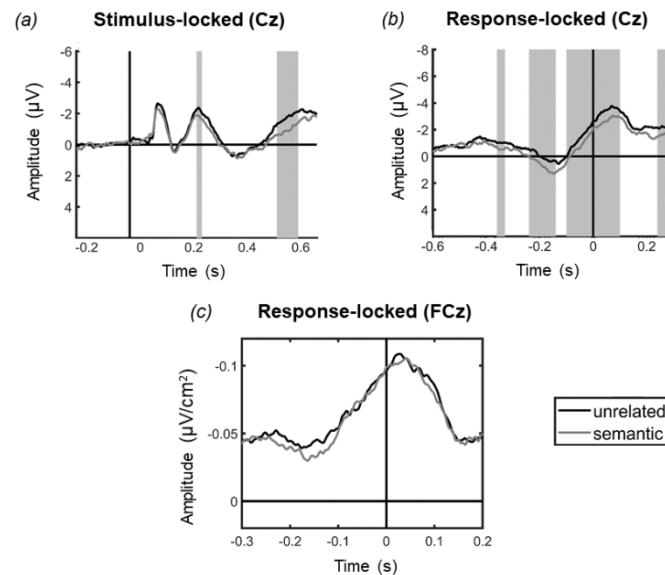 (a) Stimulus-locked (Cz)
-6
-4
-2
0
2
4
Amplitude (µV)
-0.2 0 0.2 0.4 0.6
Time (s)
(b) Response-locked (Cz)
-8
-6
-4
-2
0
2
4
Amplitude (µV)
-0.6 -0.4 -0.2 0 0.2
Time (s)
(c) Response-locked (FCz)
-0.1
-0.05
0
Amplitude (µV/cm²)
-0.3 -0.2 -0.1 0 0.1 0.2
Time (s)
unrelated
semantic